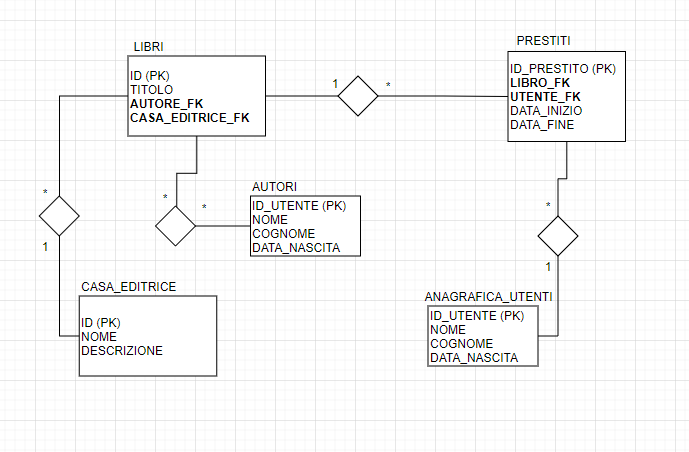 LIBRI
ID (PK)
TITOLO
AUTORE_FK
CASA_EDITRICE_FK
1
*
PRESTITI
ID_PRESTITO (PK)
LIBRO_FK
UTENTE_FK
DATA_INIZIO
DATA_FINE
*
1
*
*
AUTORI
ID_UTENTE (PK)
NOME
COGNOME
DATA_NASCITA
*
1
CASA_EDITRICE
ID (PK)
NOME
DESCRIZIONE
ANAGRAFICA_UTENTI
ID_UTENTE (PK)
NOME
COGNOME
DATA_NASCITA